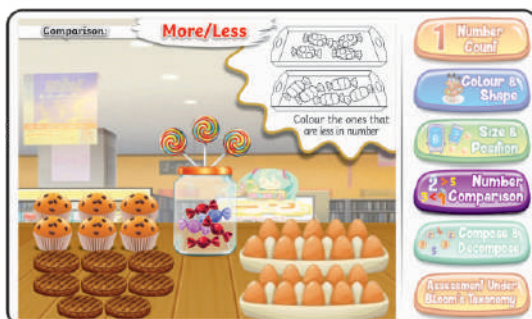 Comparison:
More/Less
Colour the ones that
are less in number
1 Number
Count
Colour &
Shape
Size &
Position
Number
Comparison
Compose &
Decompose
Assessment Under
Bloom's Taxonomy